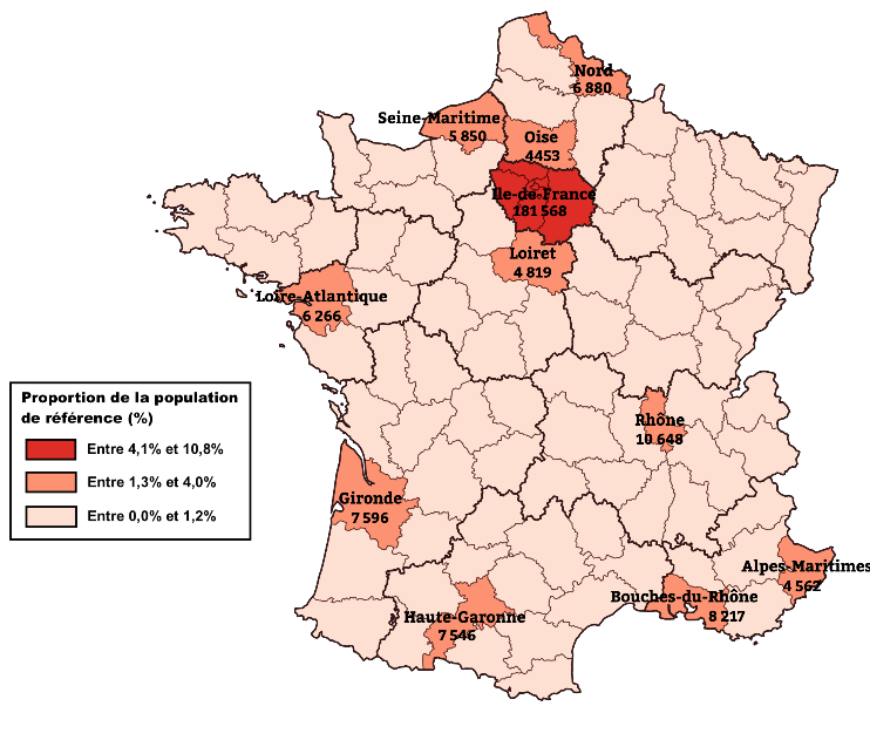 Nord
6 880
Seine-Maritime
5 850
Oise
4453
Ile-de-France
181 568
Loiret
4 819
Loire-Atlantique
6 266
Proportion de la population
de référence (%)
Entre 4,1% et 10,8%
Entre 1,3% et 4,0%
Entre 0,0% et 1,2%
Rhône
10 648
Gironde
7 596
Alpes-Maritimes
4 562
Bouches-du-Rhône
8 217
Haute-Garonne
7 546